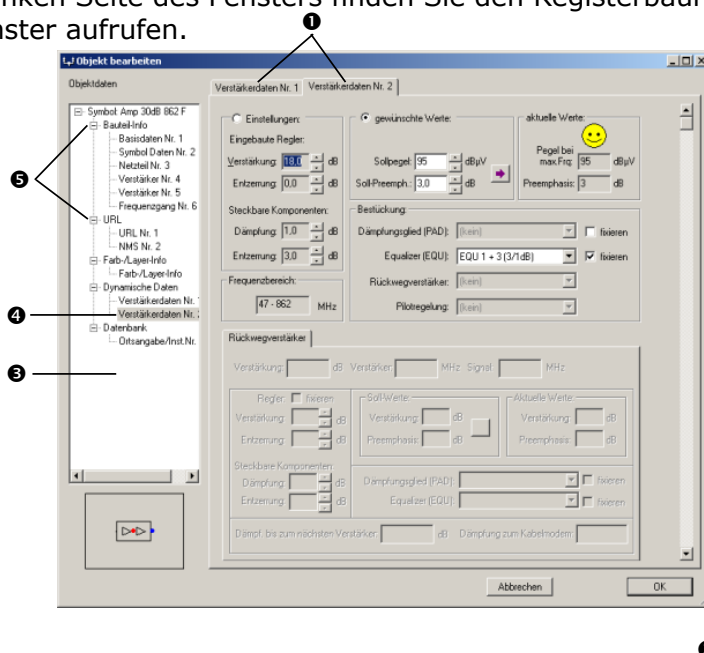 nken Seite des Fensters finden Sie den Registerbaum
nster aufrufen.
❶
Objekt bearbeiten
Objektdaten
Verstärkerdaten Nr. 1 Verstärkerdaten Nr. 2
Symbol: Amp 30dB 862 F
Bauteil-Info
Basisdaten Nr. 1
Symbol Daten Nr. 2
Netzteil Nr. 3
Verstärker Nr. 4
Verstärker Nr. 5
Frequenzgang Nr. 6
URL
URL Nr. 1
NMS Nr. 2
Farb-/Layer-Info
Farb-/Layer-Info
Dynamische Daten
Verstärkerdaten Nr. 1
Verstärkerdaten Nr. 2
Datenbank
Ortsangabe/Inst.Nr.
❺
❹
❸
Einstellungen:
Eingebaute Regler:
Verstärkung: 18,0 dB
Entzerrung: 0,0 dB
Steckbare Komponenten:
Dämpfung: 1,0 dB
Entzerrung: 3,0 dB
Frequenzbereich:
47 - 862 MHz
gewünschte Werte:
Sollpegel: 95 dBµV
Soll-Preemph.: 3,0 dB
aktuelle Werte:
Pegel bei
max.Frq: 95 dBµV
Preemphasis: 3 dB
Bestückung:
Dämpfungsglied (PAD): (kein) fixieren
Equalizer (EQU): EQU 1 + 3 (3/1dB) fixieren
Rückwegverstärker: (kein)
Pilotregelung: (kein)
Rückwegverstärker
Verstärkung: dB Verstärker: MHz Signal: MHz
Regler: fixieren
Verstärkung: dB
Entzerrung: dB
Soll-Werte:
Verstärkung: dB
Preemphasis: dB
Aktuelle Werte:
Verstärkung: dB
Preemphasis: dB
Steckbare Komponenten:
Dämpfung: dB
Entzerrung: dB
Dämpfungsglied (PAD): fixieren
Equalizer (EQU): fixieren
Dämpf. bis zum nächsten Verstärker: dB Dämpfung zum Kabelmodem:
Abbrechen OK